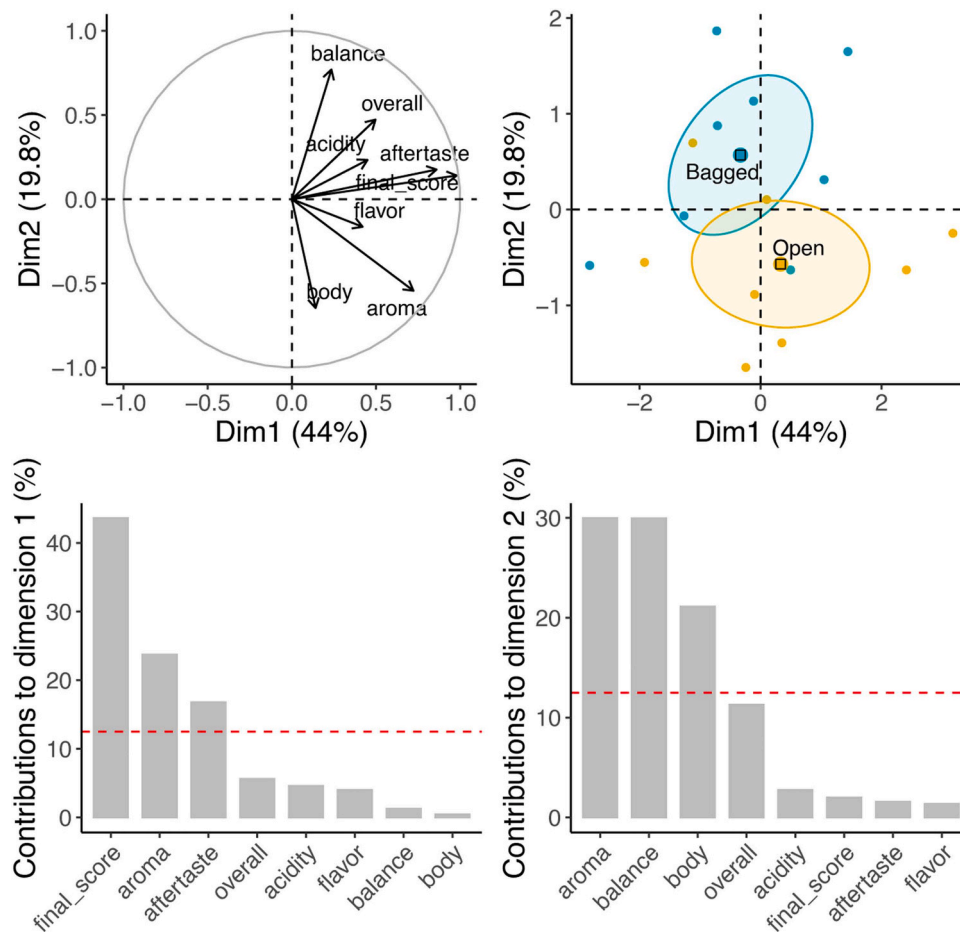 Dim2 (19.8%)
1.0
0.5
0.0
−0.5
−1.0
balance
overall
acidity
aftertaste
final_score
flavor
body
aroma
−1.0 −0.5 0.0 0.5 1.0
Dim1 (44%)
Dim2 (19.8%)
2
1
0
−1
Bagged
Open
−2 0 2
Dim1 (44%)
Contributions to dimension 1 (%)
40
30
20
10
0
final_score
aroma
aftertaste
overall
acidity
flavor
balance
body
Contributions to dimension 2 (%)
30
20
10
0
aroma
balance
body
overall
acidity
final_score
aftertaste
flavor